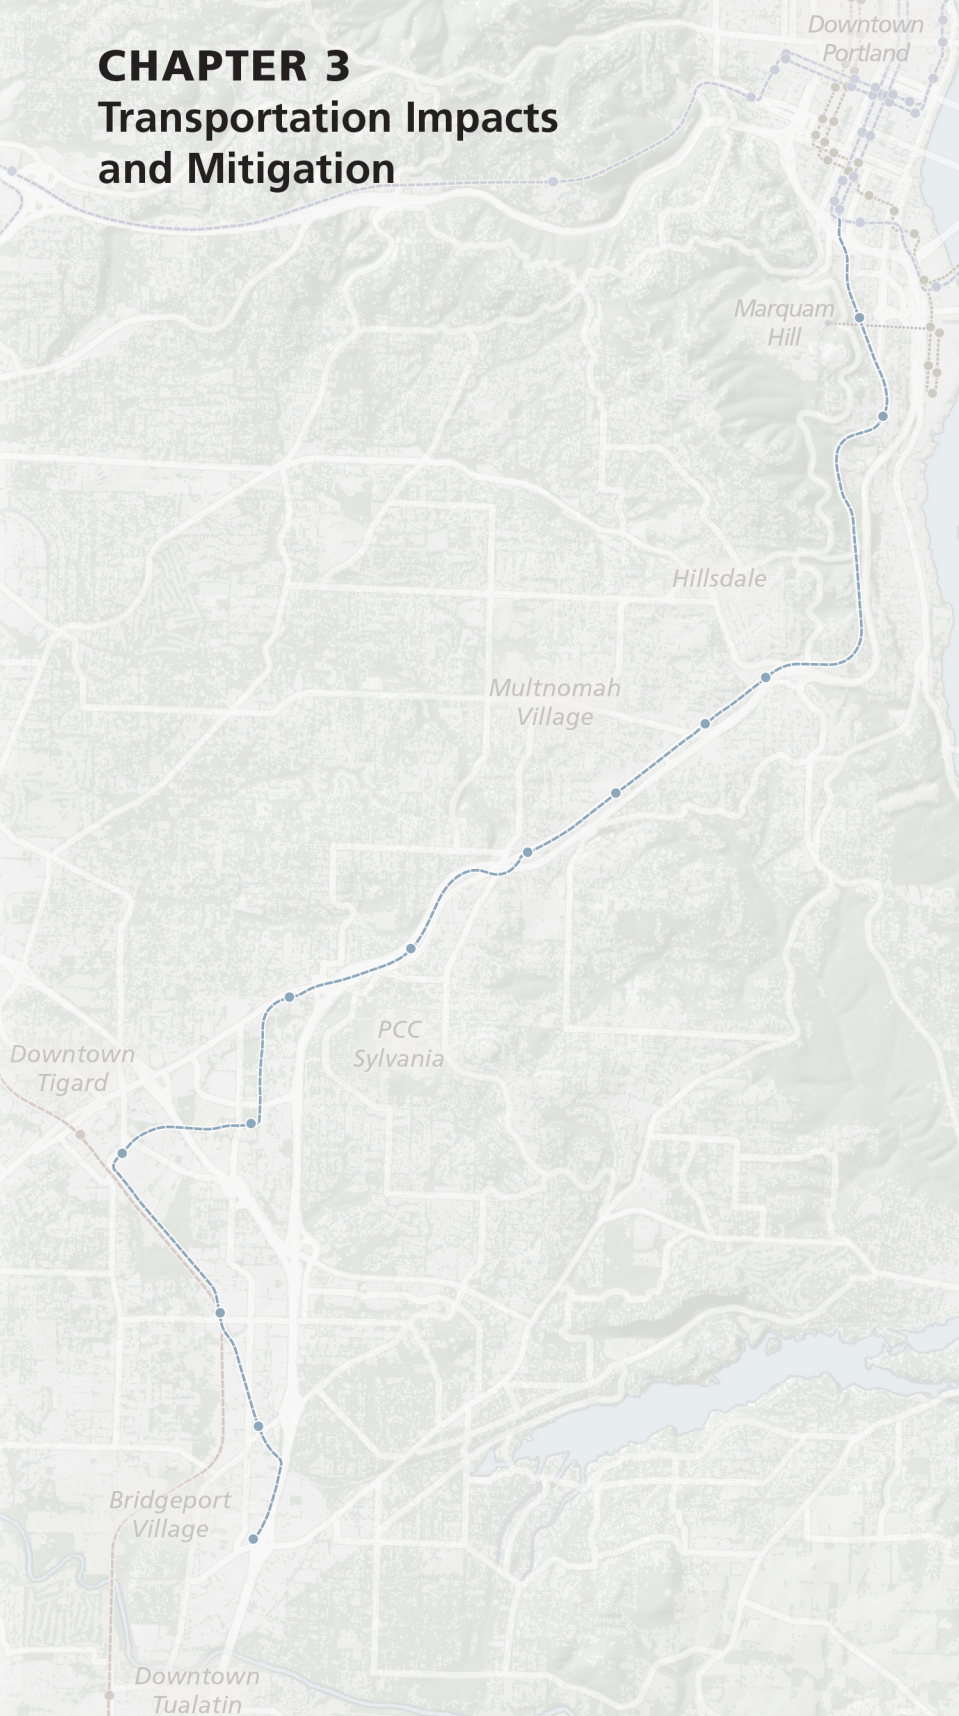 CHAPTER 3
Transportation Impacts
and Mitigation
Downtown
Portland
Marquam
Hill
Hillsdale
Multnomah
Village
PCC
Sylvania
Downtown
Tigard
Bridgeport
Village
Downtown
Tualatin